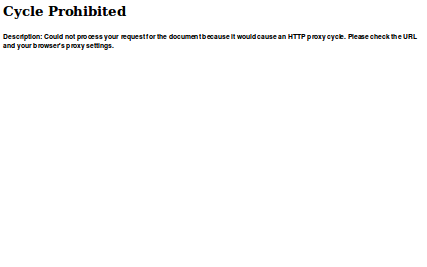 Cycle Prohibited
Description: Could not process your request for the document because it would cause an HTTP proxy cycle. Please check the URL
and your browser's proxy settings.